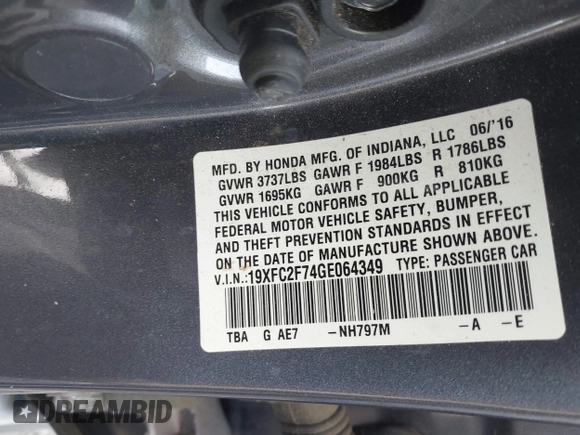 MFD. BY HONDA MFG. OF INDIANA, LLC 06/'16
GVWR 3737LBS GAWR F 1984LBS R 1786LBS
GVWR 1695KG GAWR F 900KG R 810KG
THIS VEHICLE CONFORMS TO ALL APPLICABLE
FEDERAL MOTOR VEHICLE SAFETY, BUMPER,
AND THEFT PREVENTION STANDARDS IN EFFECT
ON THE DATE OF MANUFACTURE SHOWN ABOVE.
V.I.N.:19XFC2F74GE064349 TYPE: PASSENGER CAR
TBA G AE7 -NH797M -A -E
DREAMBID